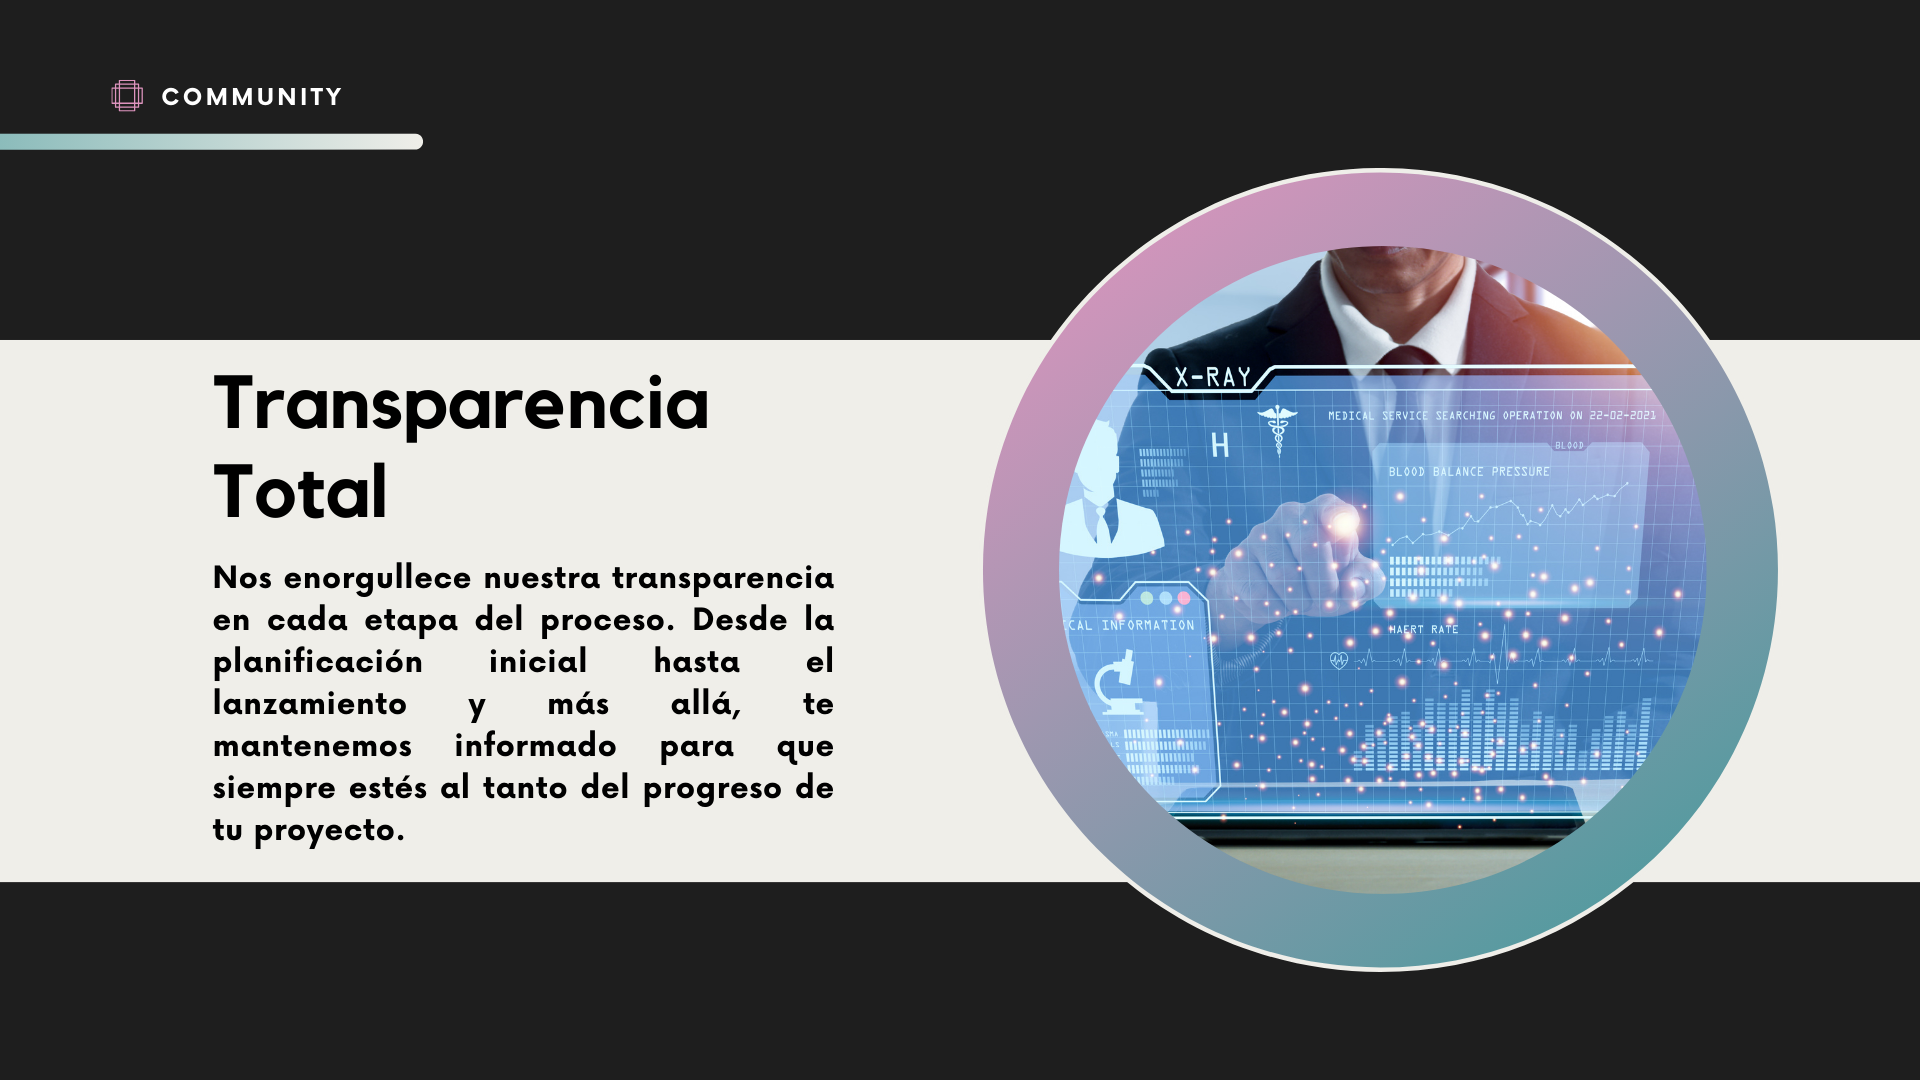 COMMUNITY
Transparencia
Total
Nos enorgullece nuestra transparencia
en cada etapa del proceso. Desde la
planificación inicial hasta el
lanzamiento y más allá, te
mantenemos informado para que
siempre estés al tanto del progreso de
tu proyecto.
X-RAY
MEDICAL SERVICE SEARCHING OPERATION ON 22-02-2021
H
BLOOD
BLOOD BALANCE PRESSURE
CAL INFORMATION
HAERT RATE